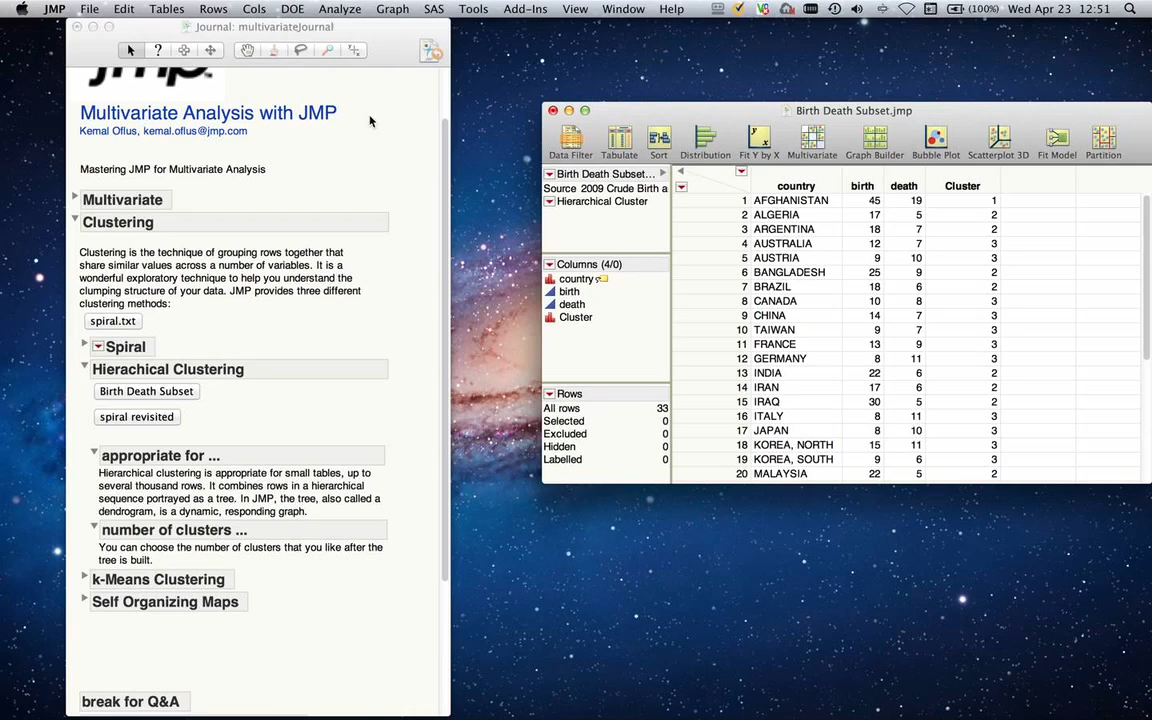 JMP File Edit Tables Rows Cols DOE Analyze Graph SAS Tools Add-Ins View Window Help (100%) Wed Apr 23 12:51
Journal: multivariateJournal
jmp.
Multivariate Analysis with JMP
Kemal Oflus, kemal.oflus@jmp.com
Mastering JMP for Multivariate Analysis
Multivariate
Clustering
Clustering is the technique of grouping rows together that
share similar values across a number of variables. It is a
wonderful exploratory technique to help you understand the
clumping structure of your data. JMP provides three different
clustering methods:
spiral.txt
Spiral
Hierachical Clustering
Birth Death Subset
spiral revisited
appropriate for ...
Hierarchical clustering is appropriate for small tables, up to
several thousand rows. It combines rows in a hierarchical
sequence portrayed as a tree. In JMP, the tree, also called a
dendrogram, is a dynamic, responding graph.
number of clusters ...
You can choose the number of clusters that you like after the
tree is built.
k-Means Clustering
Self Organizing Maps
break for Q&A
Birth Death Subset.jmp
Data Filter Tabulate Sort Distribution Fit Y by X Multivariate Graph Builder Bubble Plot Scatterplot 3D Fit Model Partition
Birth Death Subset...
Source 2009 Crude Birth a
Hierarchical Cluster
Columns (4/0)
country
birth
death
Cluster
Rows
All rows 33
Selected 0
Excluded 0
Hidden 0
Labelled 0
country birth death Cluster
1 AFGHANISTAN 45 19 1
2 ALGERIA 17 5 2
3 ARGENTINA 18 7 2
4 AUSTRALIA 12 7 3
5 AUSTRIA 9 10 3
6 BANGLADESH 25 9 2
7 BRAZIL 18 6 2
8 CANADA 10 8 3
9 CHINA 14 7 3
10 TAIWAN 9 7 3
11 FRANCE 13 9 3
12 GERMANY 8 11 3
13 INDIA 22 6 2
14 IRAN 17 6 2
15 IRAQ 30 5 2
16 ITALY 8 11 3
17 JAPAN 8 10 3
18 KOREA, NORTH 15 11 3
19 KOREA, SOUTH 9 6 3
20 MALAYSIA 22 5 2